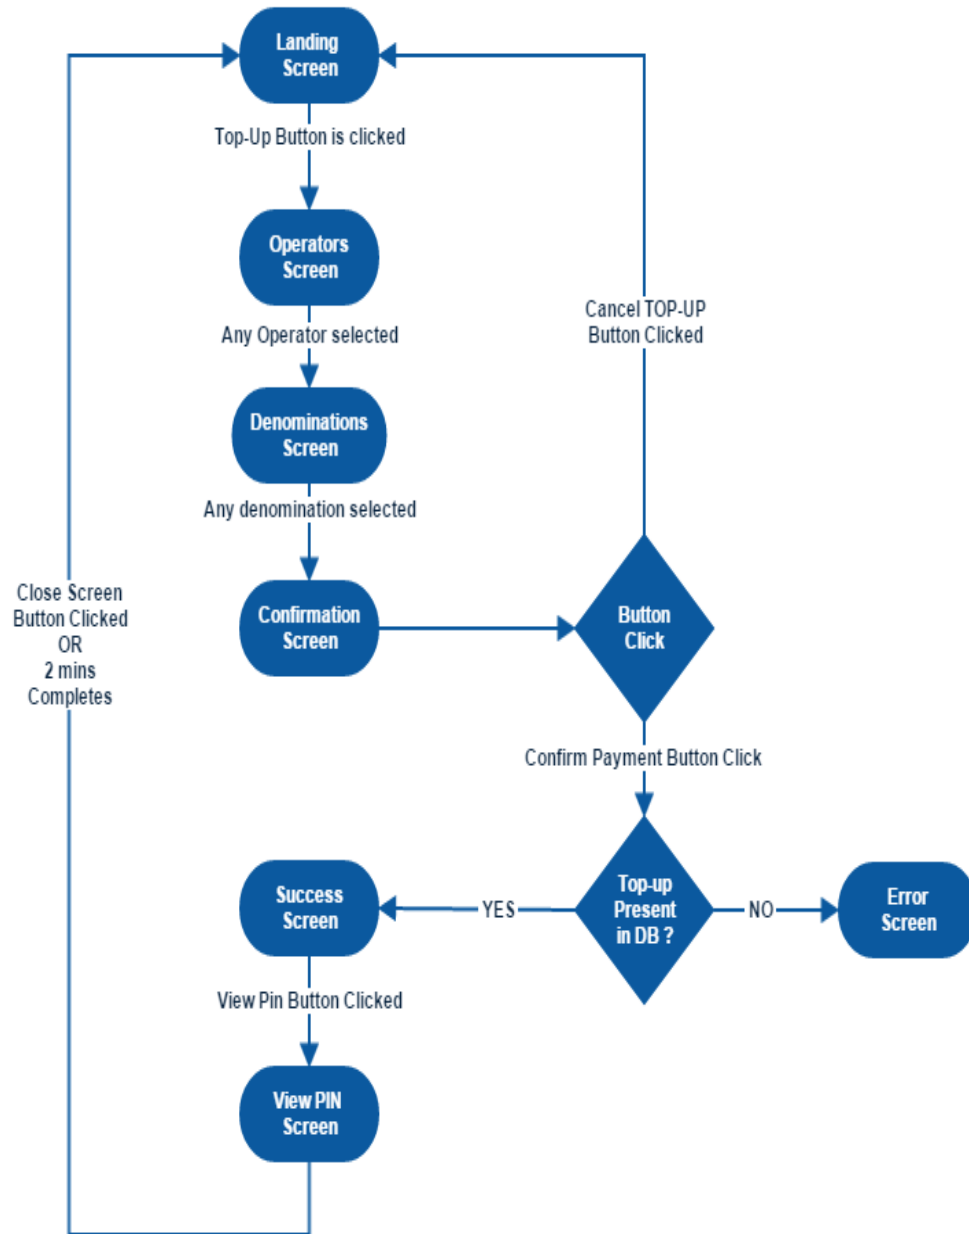 Landing
Screen
Top-Up Button is clicked
Operators
Screen
Cancel TOP-UP
Button Clicked
Any Operator selected
Denominations
Screen
Any denomination selected
Close Screen
Button Clicked
OR
2 mins
Completes
Confirmation
Screen
Button
Click
Confirm Payment Button Click
Success
Screen
YES
Top-up
Present
in DB ?
NO
Error
Screen
View Pin Button Clicked
View PIN
Screen